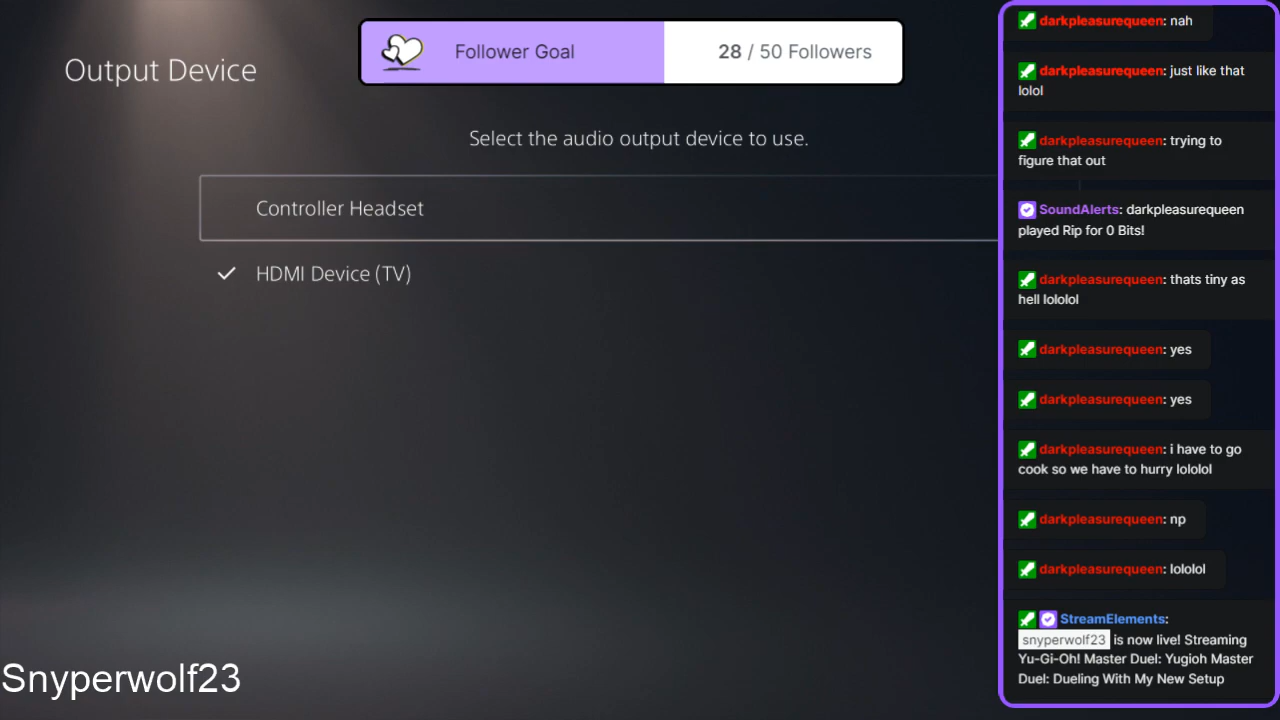 Output Device
Follower Goal
28 / 50 Followers
Select the audio output device to use.
Controller Headset
HDMI Device (TV)
Snyperwolf23
darkpleasurequeen: nah
darkpleasurequeen: just like that
lolol
darkpleasurequeen: trying to
figure that out
SoundAlerts: darkpleasurequeen
played Rip for 0 Bits!
darkpleasurequeen: thats tiny as
hell lololol
darkpleasurequeen: yes
darkpleasurequeen: yes
darkpleasurequeen: i have to go
cook so we have to hurry lololol
darkpleasurequeen: np
darkpleasurequeen: lololol
StreamElements:
snyperwolf23 is now live! Streaming
Yu-Gi-Oh! Master Duel: Yugioh Master
Duel: Dueling With My New Setup